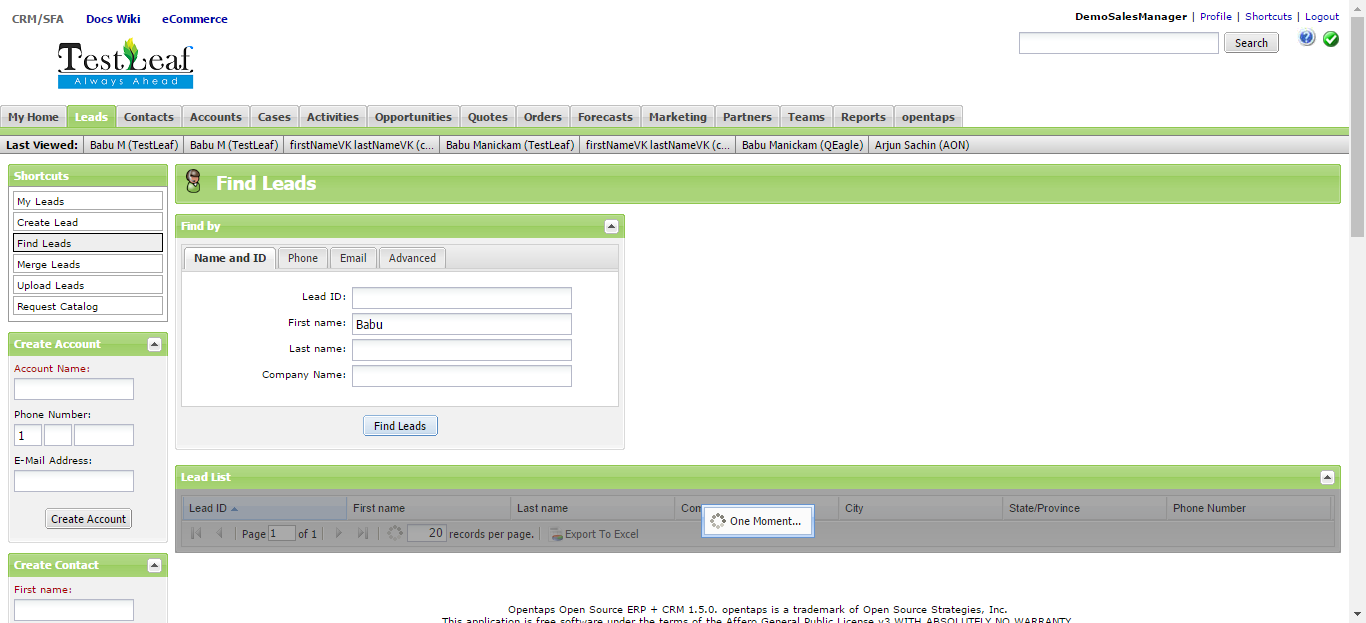 CRM/SFA Docs Wiki eCommerce
DemoSalesManager | Profile | Shortcuts | Logout
Search
TestLeaf
Always Ahead
My Home Leads Contacts Accounts Cases Activities Opportunities Quotes Orders Forecasts Marketing Partners Teams Reports opentaps
Last Viewed: Babu M (TestLeaf) Babu M (TestLeaf) firstNameVK lastNameVK (c... Babu Manickam (TestLeaf) firstNameVK lastNameVK (c... Babu Manickam (QEagle) Arjun Sachin (AON)
Shortcuts
My Leads
Create Lead
Find Leads
Merge Leads
Upload Leads
Request Catalog
Create Account
Account Name:
Phone Number:
1
E-Mail Address:
Create Account
Create Contact
First name:
Find Leads
Find by
Name and ID Phone Email Advanced
Lead ID:
First name: Babu
Last name:
Company Name:
Find Leads
Lead List
Lead ID First name Last name Com City State/Province Phone Number
One Moment...
Page 1 of 1 20 records per page. Export To Excel
Opentaps Open Source ERP + CRM 1.5.0. opentaps is a trademark of Open Source Strategies, Inc.
This application is free software under the terms of the Affero General Public License v3 WITH ABSOLUTELY NO WARRANTY